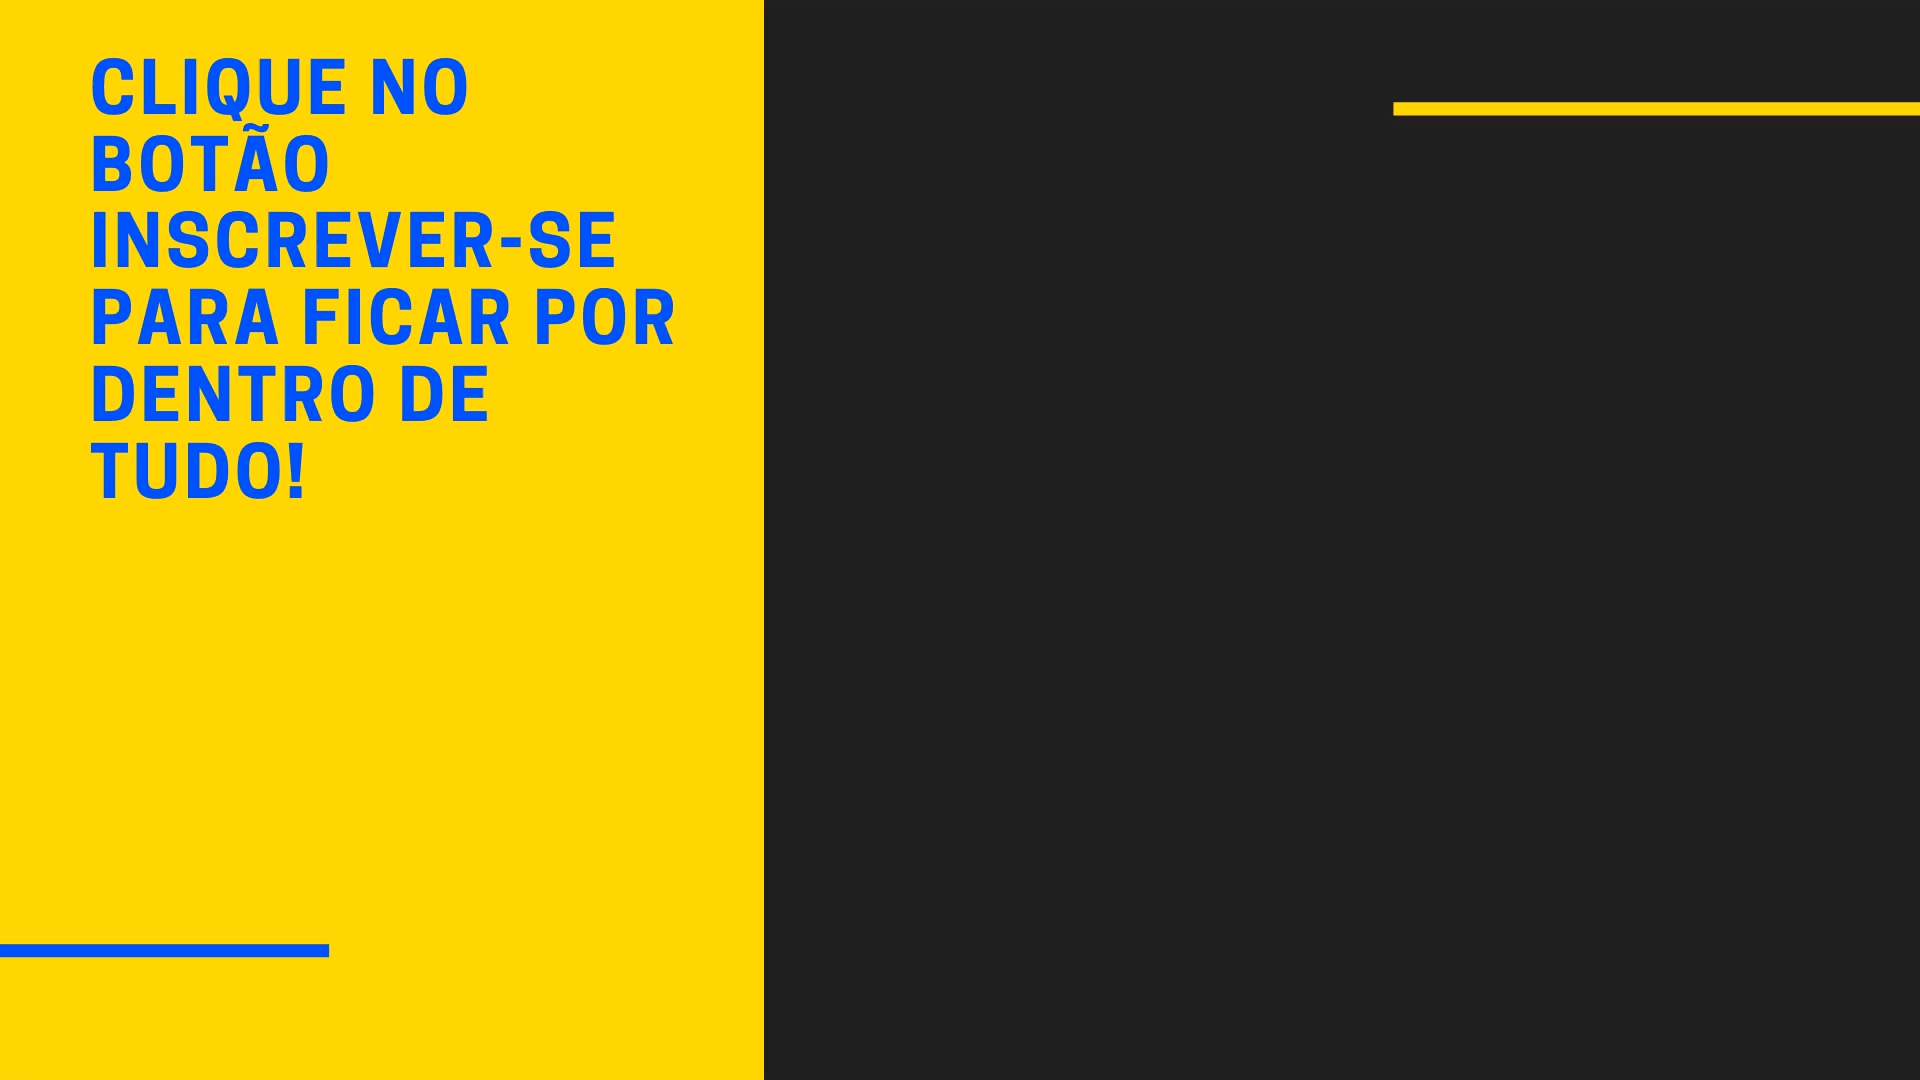 CLIQUE NO
BOTÃO
INSCREVER-SE
PARA FICAR POR
DENTRO DE
TUDO!